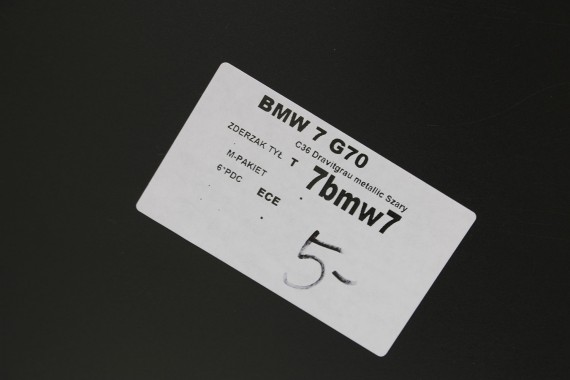 BMW 7 G70
C36 Dravitgrau metallic Szary
ZDERZAK TYŁ T 7bmw7
M-PAKIET
6*PDC ECE
5-